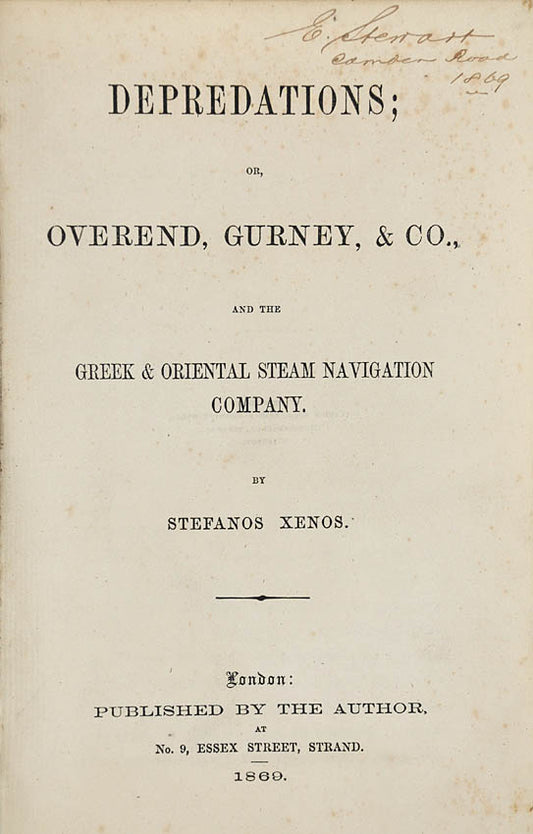 E. Stewart
Camden Road
1869
DEPREDATIONS;
OR,
OVEREND, GURNEY, & CO.,
AND THE
GREEK & ORIENTAL STEAM NAVIGATION
COMPANY.
BY
STEFANOS XENOS.
London:
PUBLISHED BY THE AUTHOR,
AT
No. 9, ESSEX STREET, STRAND.
1869.